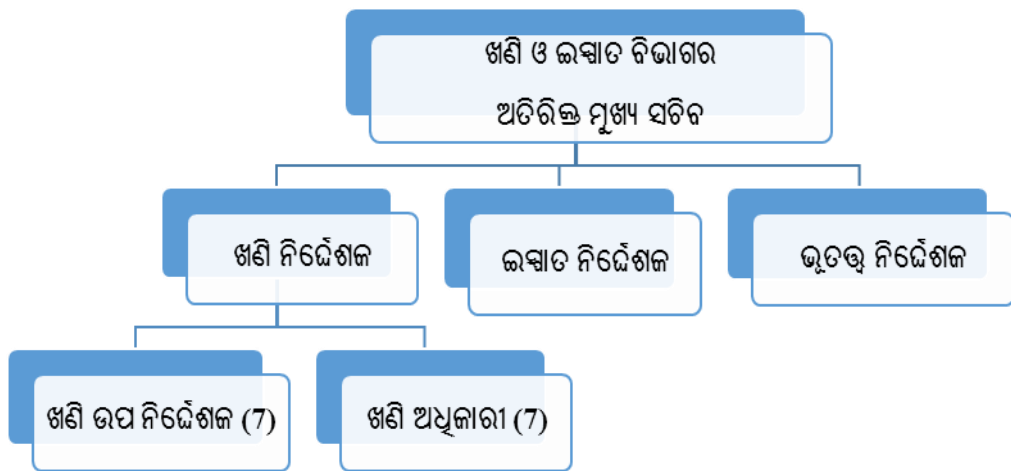 ଖଣି ଓ ଇସ୍ପାତ ବିଭାଗର
ଅତିରିକ୍ତ ମୁଖ୍ୟ ସଚିବ
ଖଣି ନିର୍ଦ୍ଦେଶକ
ଇସ୍ପାତ ନିର୍ଦ୍ଦେଶକ
ଭୂତତ୍ତ୍ୱ ନିର୍ଦ୍ଦେଶକ
ଖଣି ଉପ ନିର୍ଦ୍ଦେଶକ (7)
ଖଣି ଅଧିକାରୀ (7)